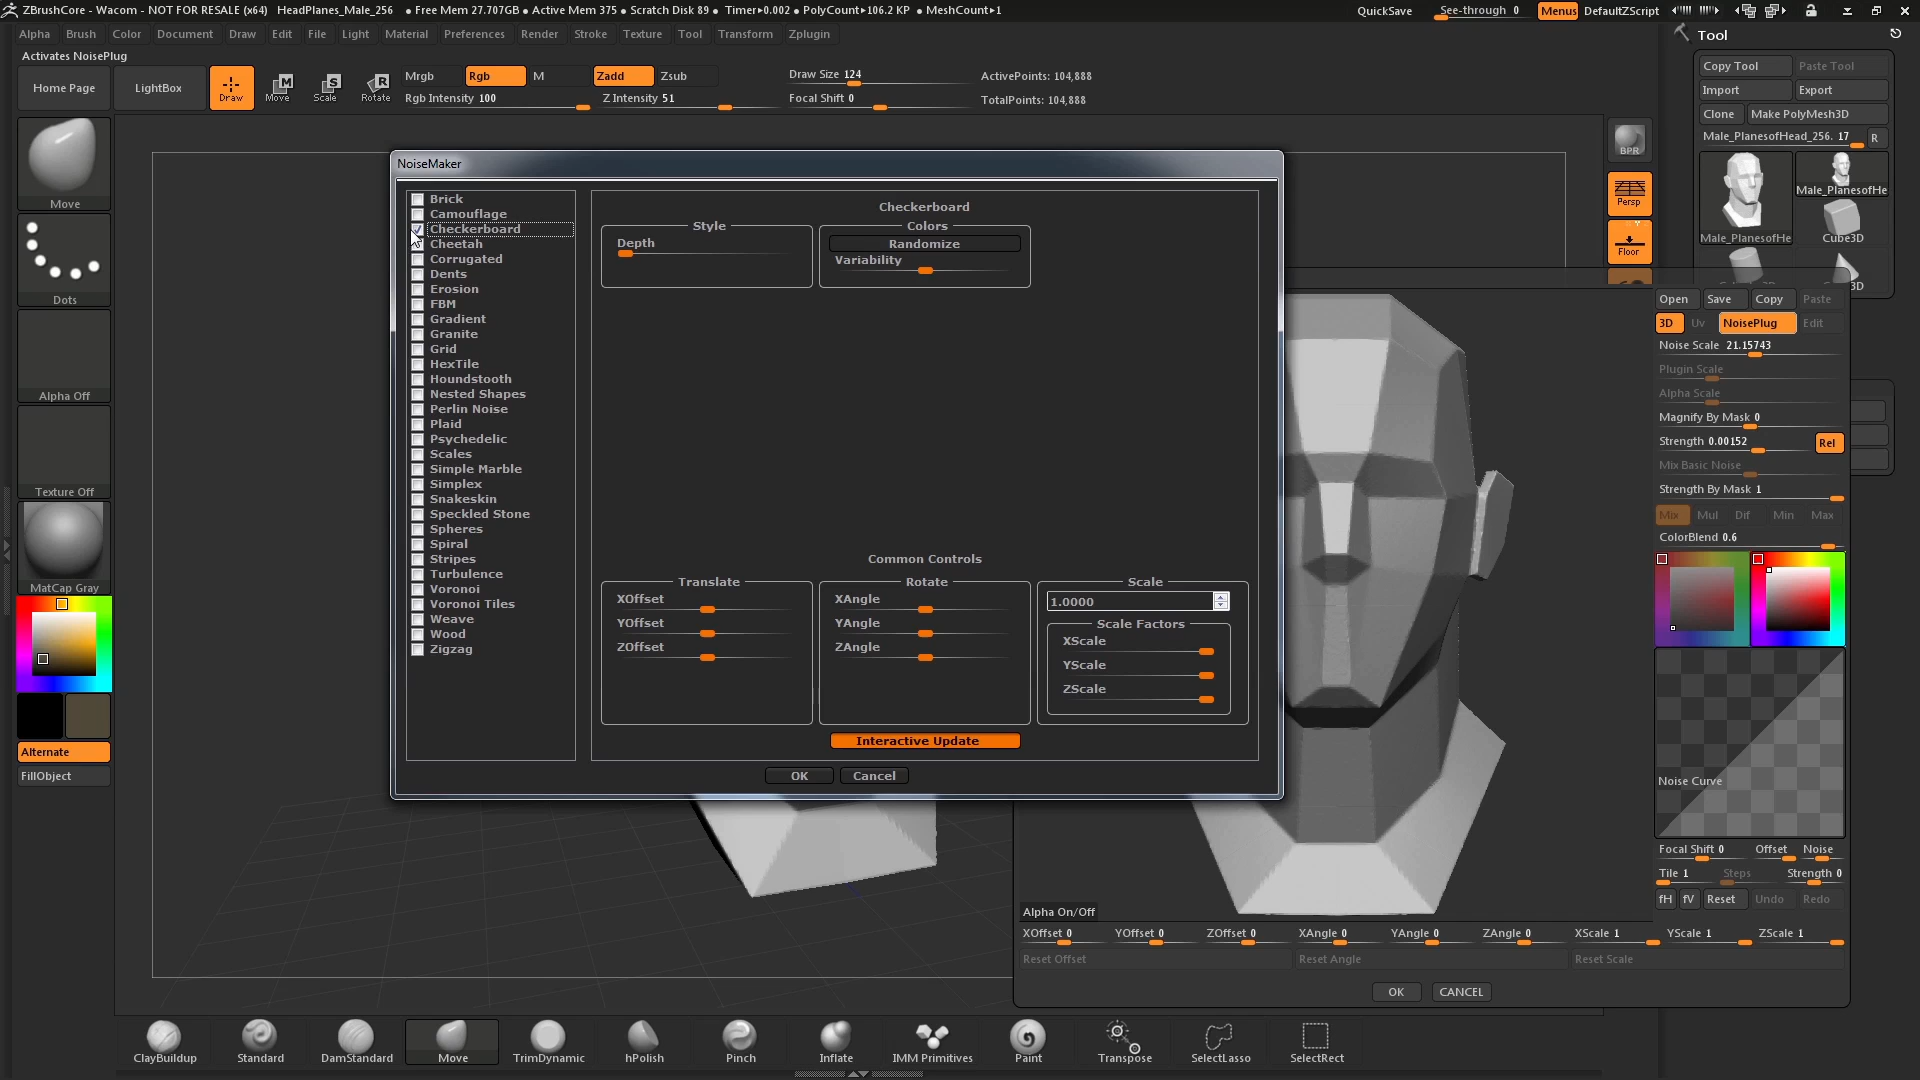 ZBrushCore - Wacom - NOT FOR RESALE (x64) HeadPlanes_Male_256 • Free Mem 27.707GB • Active Mem 375 • Scratch Disk 89 • Timer▸0.002 • PolyCount▸106.2 KP • MeshCount▸1 QuickSave See-through 0 Menus DefaultZScript
Alpha Brush Color Document Draw Edit File Light Material Preferences Render Stroke Texture Tool Transform Zplugin
Activates NoisePlug
Home Page LightBox Draw Move Scale Rotate
Mrgb Rgb M Zadd Zsub
Rgb Intensity 100 Z Intensity 51
Draw Size 124 ActivePoints: 104,888
Focal Shift 0 TotalPoints: 104,888
Move
Dots
Alpha Off
Texture Off
MatCap Gray
Alternate
FillObject
NoiseMaker
Brick
Camouflage
Checkerboard
Cheetah
Corrugated
Dents
Erosion
FBM
Gradient
Granite
Grid
HexTile
Houndstooth
Nested Shapes
Perlin Noise
Plaid
Psychedelic
Scales
Simple Marble
Simplex
Snakeskin
Speckled Stone
Spheres
Spiral
Stripes
Turbulence
Voronoi
Voronoi Tiles
Weave
Wood
Zigzag
Checkerboard
Style
Depth
Colors
Randomize
Variability
Common Controls
Translate
XOffset
YOffset
ZOffset
Rotate
XAngle
YAngle
ZAngle
Scale
1.0000
Scale Factors
XScale
YScale
ZScale
Interactive Update
OK Cancel
BPR
Persp
Floor
Tool
Copy Tool Paste Tool
Import Export
Clone Make PolyMesh3D
Male_PlanesofHead_256. 17 R
Male_PlanesofHe
Male_PlanesofHe Cube3D
Open Save Copy Paste
3D Uv NoisePlug Edit
Noise Scale 21.15743
Plugin Scale
Alpha Scale
Magnify By Mask 0
Strength 0.00152 Rel
Mix Basic Noise
Strength By Mask 1
Mix Mul Dif Min Max
ColorBlend 0.6
Noise Curve
Focal Shift 0 Offset Noise
Tile 1 Steps Strength 0
fH fV Reset Undo Redo
Alpha On/Off
XOffset 0 YOffset 0 ZOffset 0 XAngle 0 YAngle 0 ZAngle 0 XScale 1 YScale 1 ZScale 1
Reset Offset Reset Angle Reset Scale
OK CANCEL
ClayBuildup Standard DamStandard Move TrimDynamic hPolish Pinch Inflate IMM Primitives Paint Transpose SelectLasso SelectRect